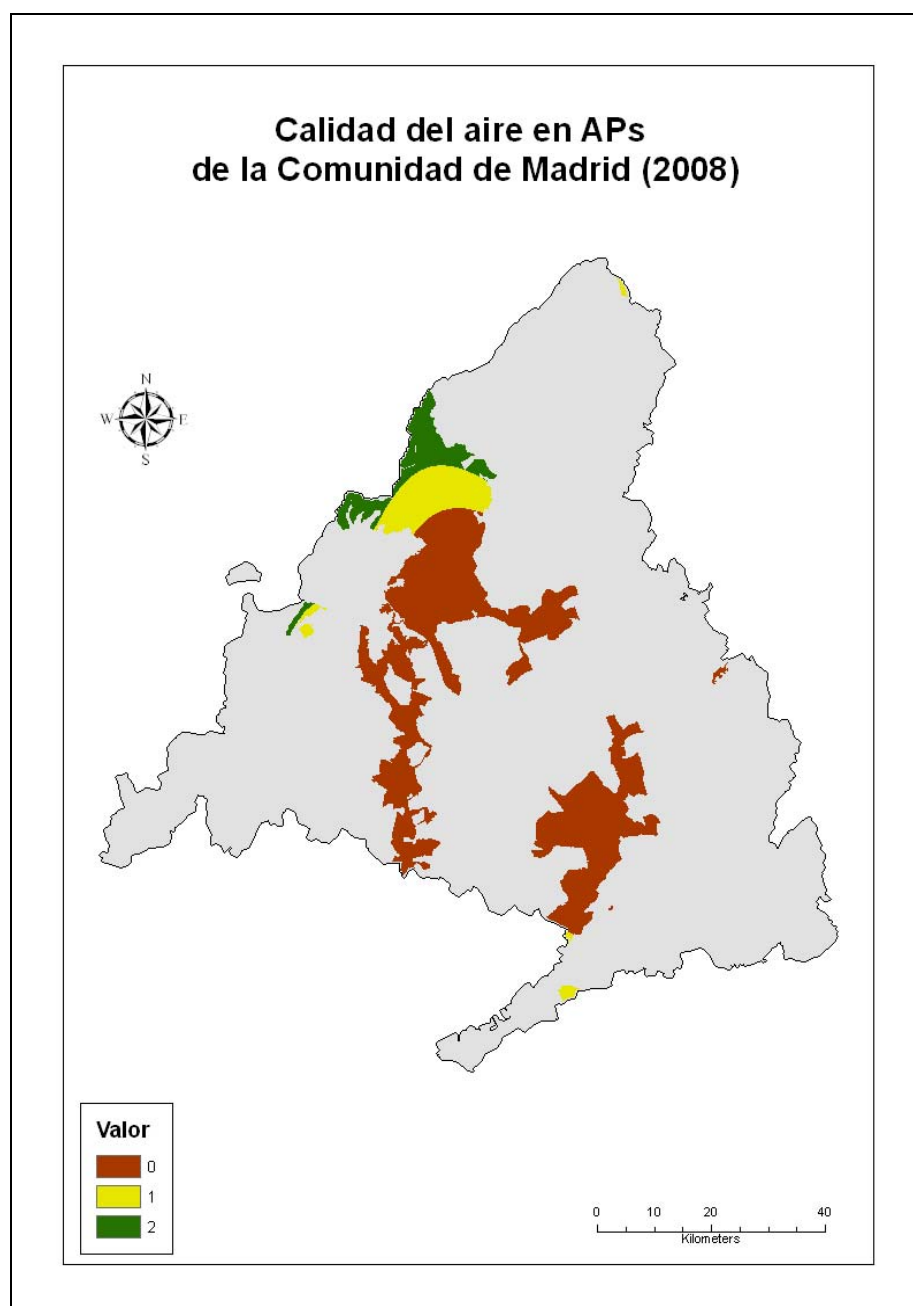 Calidad del aire en APs
de la Comunidad de Madrid (2008)
N
W E
S
Valor
0
1
2
0 10 20 40
Kilometers